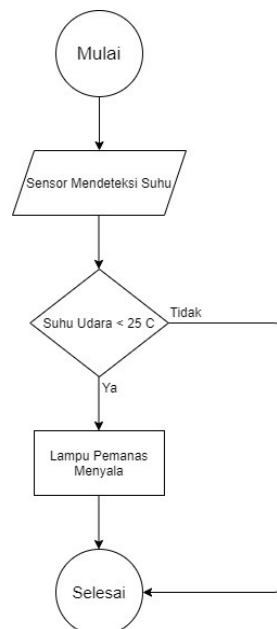 Mulai
Sensor Mendeteksi Suhu
Suhu Udara < 25 C
Tidak
Ya
Lampu Pemanas
Menyala
Selesai